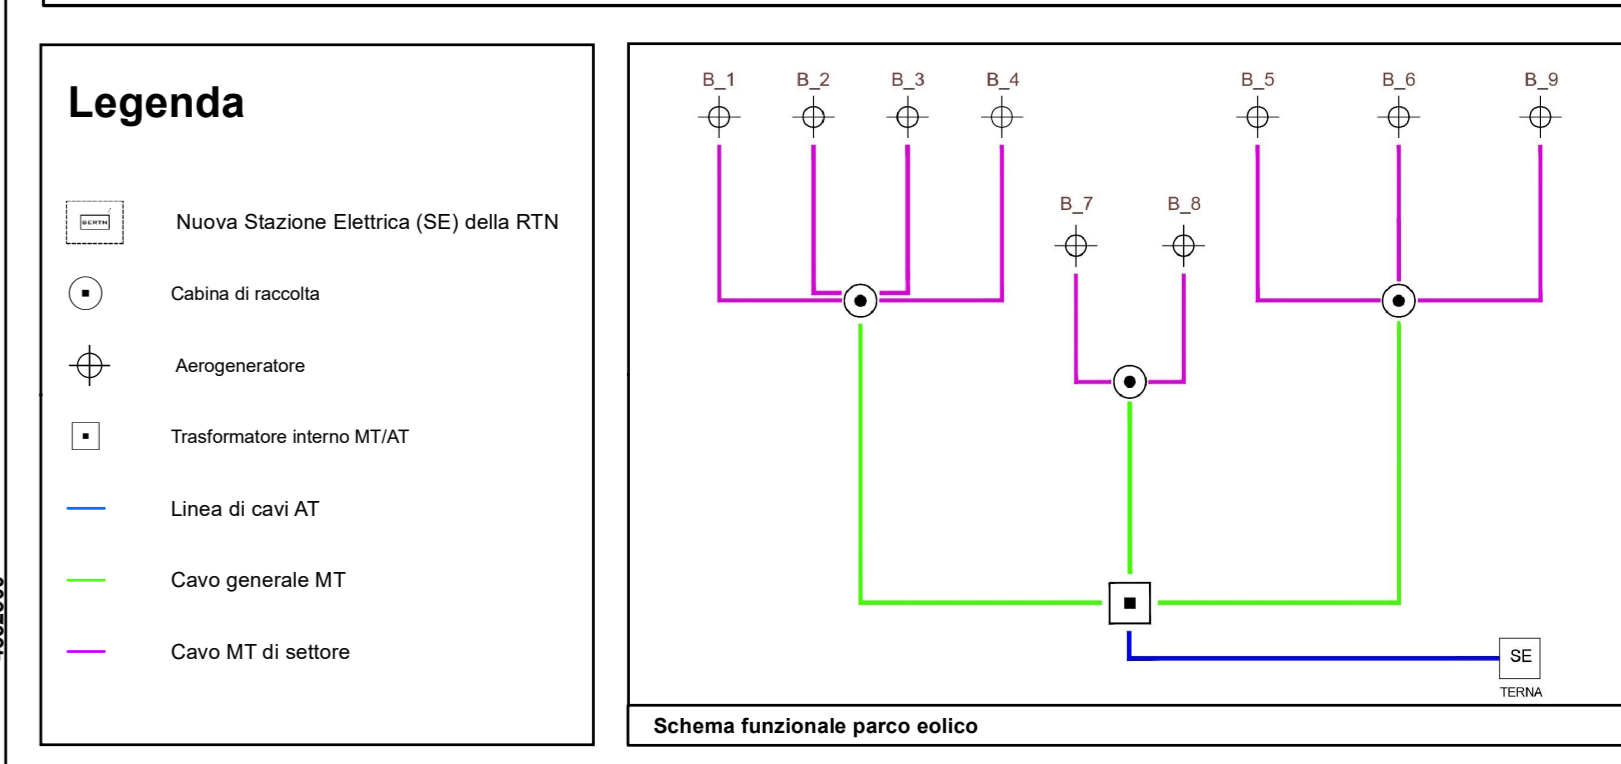 Legenda
SERTN
Nuova Stazione Elettrica (SE) della RTN
Cabina di raccolta
Aerogeneratore
Trasformatore interno MT/AT
Linea di cavi AT
Cavo generale MT
Cavo MT di settore
B_1 B_2 B_3 B_4 B_5 B_6 B_9
B_7 B_8
SE
TERNA
Schema funzionale parco eolico